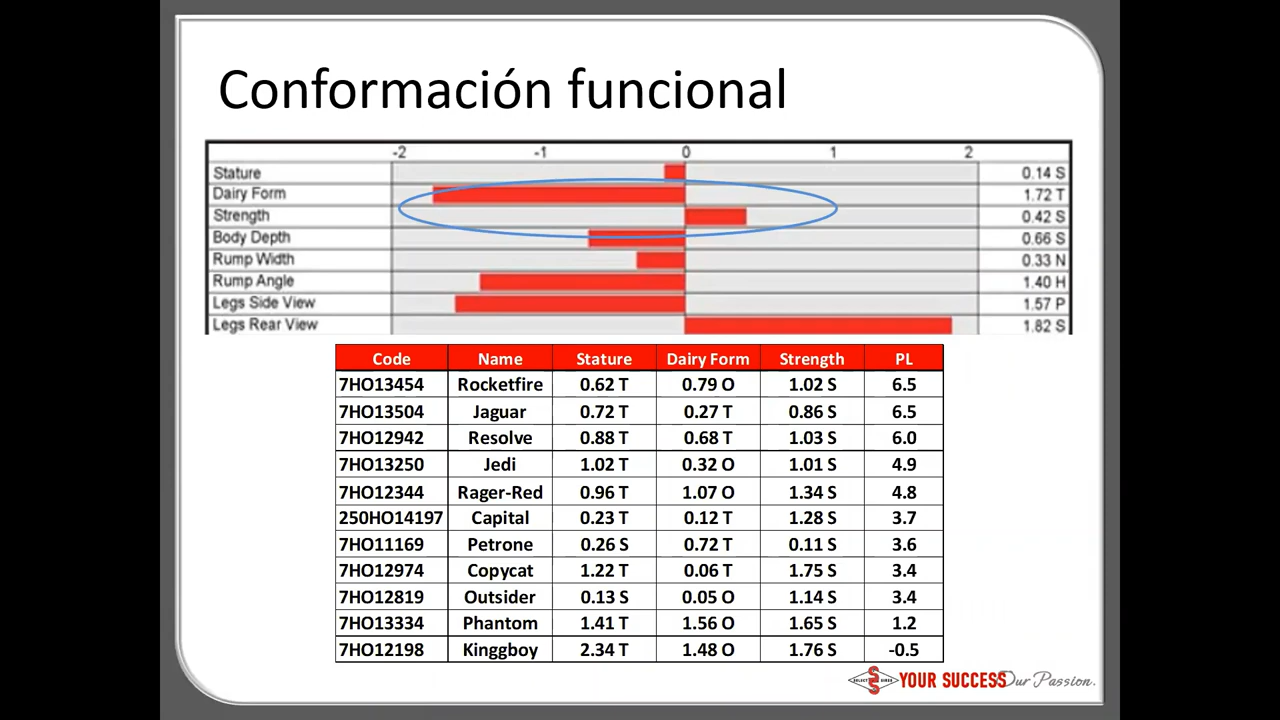 Conformación funcional
-2 -1 0 1 2
Stature 0.14 S
Dairy Form 1.72 T
Strength 0.42 S
Body Depth 0.66 S
Rump Width 0.33 N
Rump Angle 1.40 H
Legs Side View 1.57 P
Legs Rear View 1.82 S
Code Name Stature Dairy Form Strength PL
7HO13454 Rocketfire 0.62 T 0.79 O 1.02 S 6.5
7HO13504 Jaguar 0.72 T 0.27 T 0.86 S 6.5
7HO12942 Resolve 0.88 T 0.68 T 1.03 S 6.0
7HO13250 Jedi 1.02 T 0.32 O 1.01 S 4.9
7HO12344 Rager-Red 0.96 T 1.07 O 1.34 S 4.8
250HO14197 Capital 0.23 T 0.12 T 1.28 S 3.7
7HO11169 Petrone 0.26 S 0.72 T 0.11 S 3.6
7HO12974 Copycat 1.22 T 0.06 T 1.75 S 3.4
7HO12819 Outsider 0.13 S 0.05 O 1.14 S 3.4
7HO13334 Phantom 1.41 T 1.56 O 1.65 S 1.2
7HO12198 Kinggboy 2.34 T 1.48 O 1.76 S -0.5
SELECT SIRES YOUR SUCCESS Our Passion.